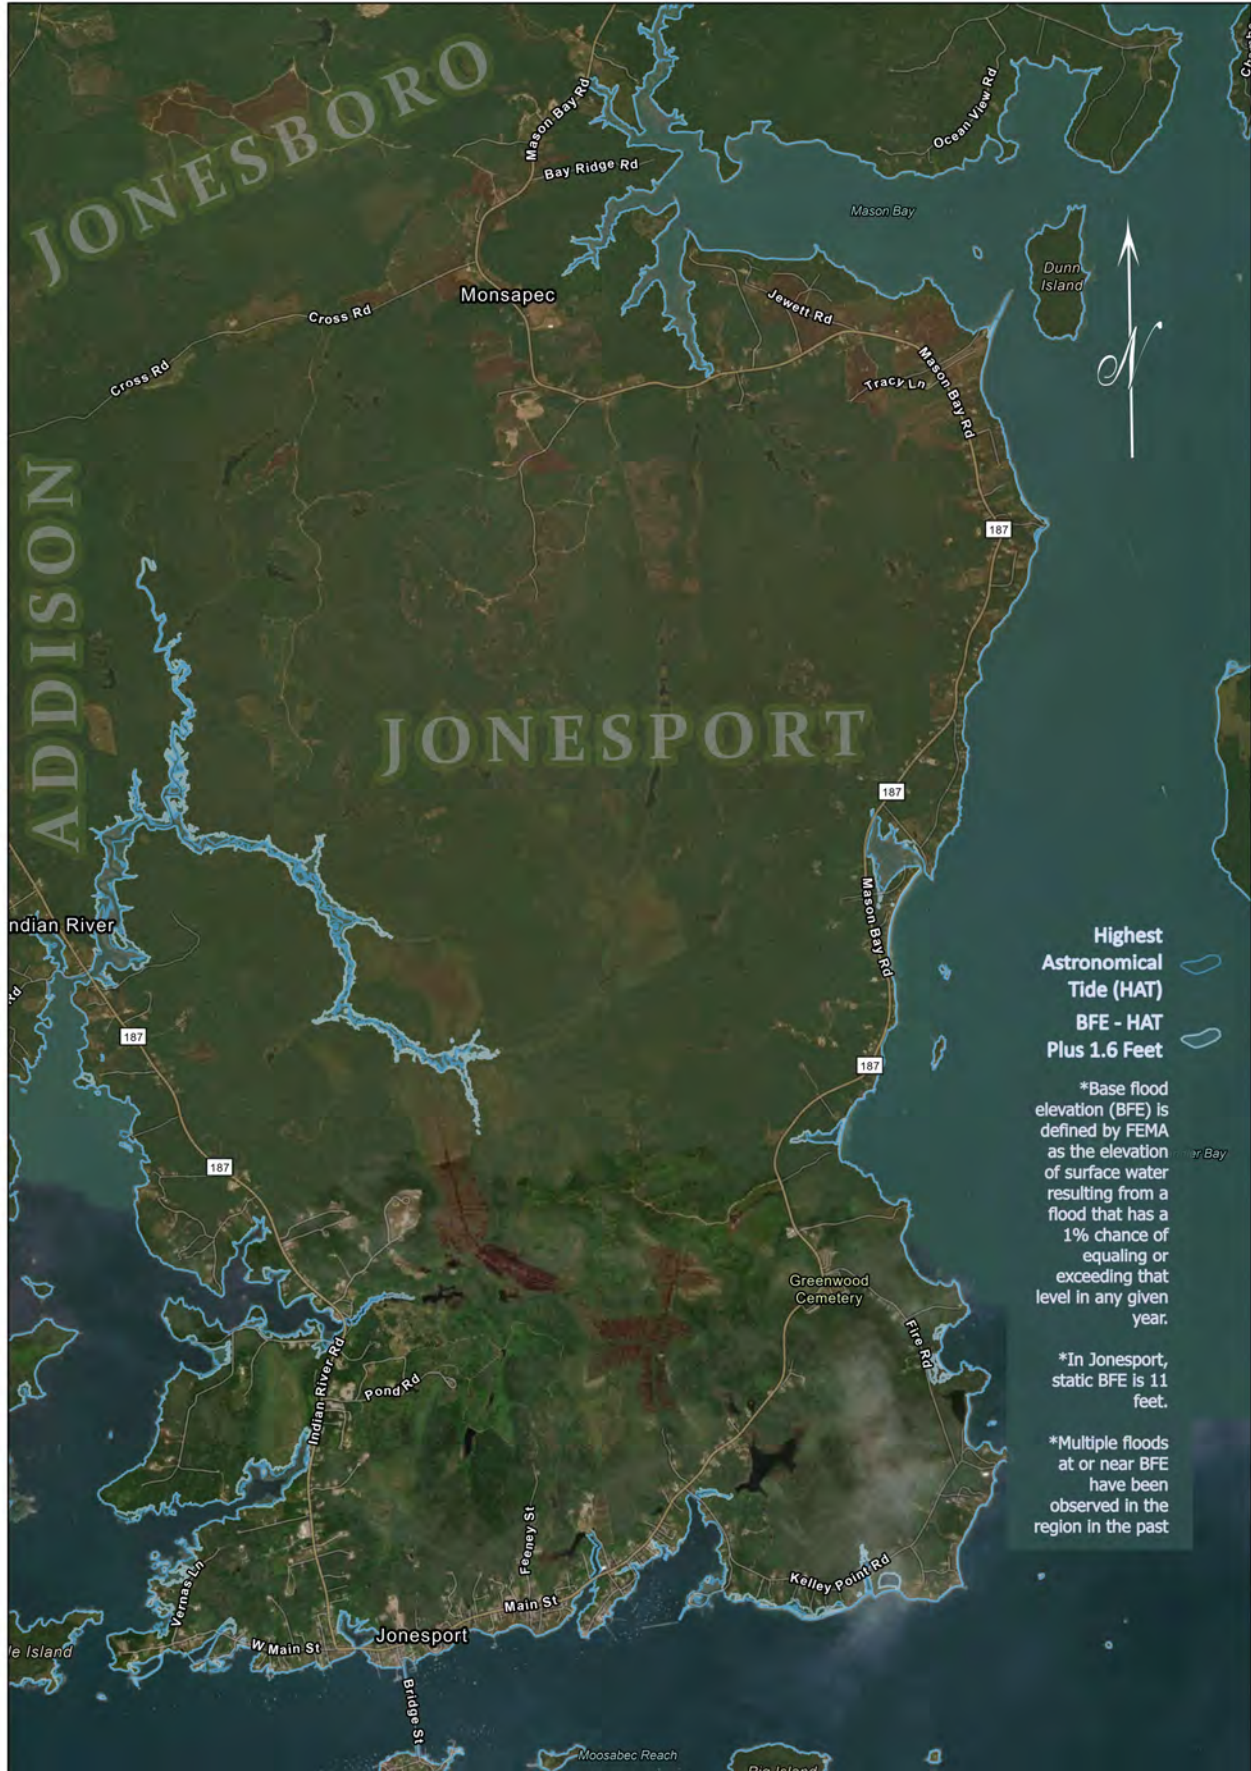 JONESBORO
Mason Bay Rd
Ocean View Rd
Bay Ridge Rd
Mason Bay
Dunn
Island
Monsapec
Jewett Rd
Cross Rd
Cross Rd
Mason Bay Rd
Tracy Ln
N
ADDISON
187
JONESPORT
187
Mason Bay Rd
ndian River
Rd
187
187
187
Highest
Astronomical
Tide (HAT)
BFE - HAT
Plus 1.6 Feet
*Base flood
elevation (BFE) is
defined by FEMA
as the elevation
of surface water
resulting from a
flood that has a
1% chance of
equaling or
exceeding that
level in any given
year.
*In Jonesport,
static BFE is 11
feet.
*Multiple floods
at or near BFE
have been
observed in the
region in the past
er Bay
Greenwood
Cemetery
Fire Rd
Indian River Rd
Pond Rd
Feeney St
Kelley Point Rd
Vernas Ln
Main St
W Main St
Jonesport
le Island
Bridge St
Moosabec Reach